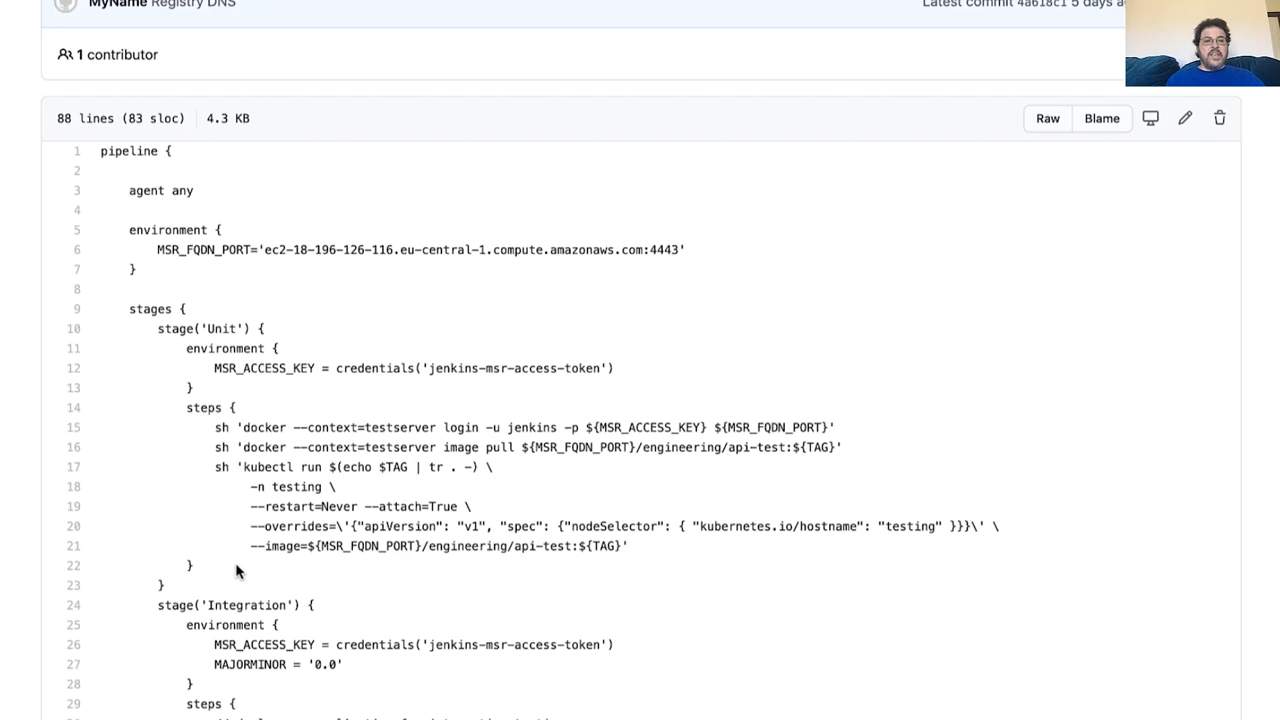 MyName Registry DNS
Latest commit 4a618c1 5 days a
1 contributor
88 lines (83 sloc) 4.3 KB
Raw
Blame
1 pipeline {
2
3 agent any
4
5 environment {
6 MSR_FQDN_PORT='ec2-18-196-126-116.eu-central-1.compute.amazonaws.com:4443'
7 }
8
9 stages {
10 stage('Unit') {
11 environment {
12 MSR_ACCESS_KEY = credentials('jenkins-msr-access-token')
13 }
14 steps {
15 sh 'docker --context=testserver login -u jenkins -p ${MSR_ACCESS_KEY} ${MSR_FQDN_PORT}'
16 sh 'docker --context=testserver image pull ${MSR_FQDN_PORT}/engineering/api-test:${TAG}'
17 sh 'kubectl run $(echo $TAG | tr . -) \
18 -n testing \
19 --restart=Never --attach=True \
20 --overrides=\'{"apiVersion": "v1", "spec": {"nodeSelector": { "kubernetes.io/hostname": "testing" }}}\' \
21 --image=${MSR_FQDN_PORT}/engineering/api-test:${TAG}'
22 }
23 }
24 stage('Integration') {
25 environment {
26 MSR_ACCESS_KEY = credentials('jenkins-msr-access-token')
27 MAJORMINOR = '0.0'
28 }
29 steps {